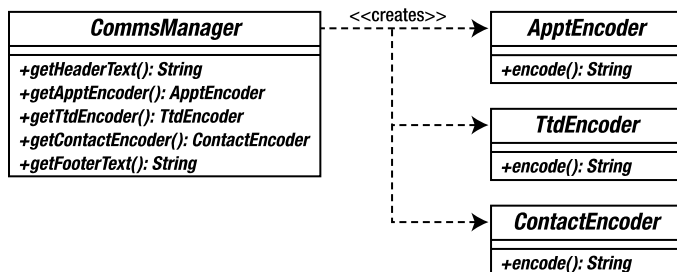 CommsManager
+getHeaderText(): String
+getApptEncoder(): ApptEncoder
+getTtdEncoder(): TtdEncoder
+getContactEncoder(): ContactEncoder
+getFooterText(): String
<<creates>>
ApptEncoder
+encode(): String
TtdEncoder
+encode(): String
ContactEncoder
+encode(): String